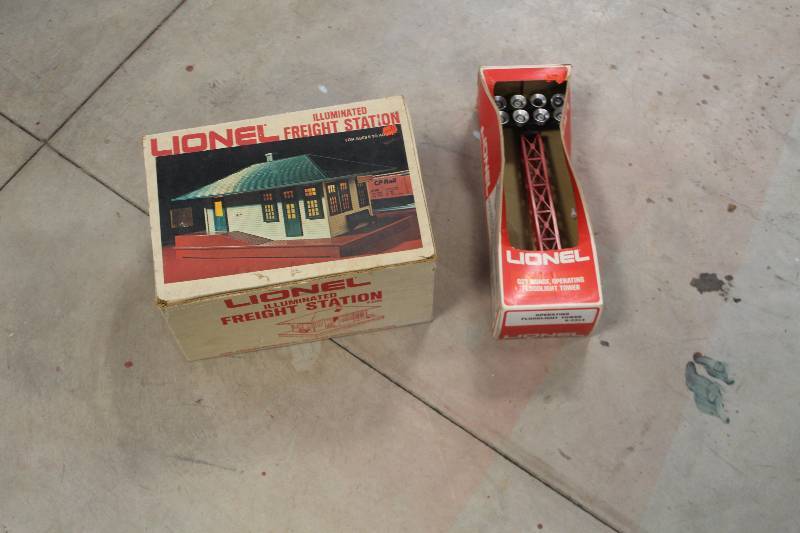 LIONEL
ILLUMINATED
FREIGHT STATION
CP Rail
LIONEL
ILLUMINATED
FREIGHT STATION
LIONEL
LIONEL
027 GAUGE, OPERATING
FLOODLIGHT TOWER
OPERATING
FLOODLIGHT TOWER
LIONEL